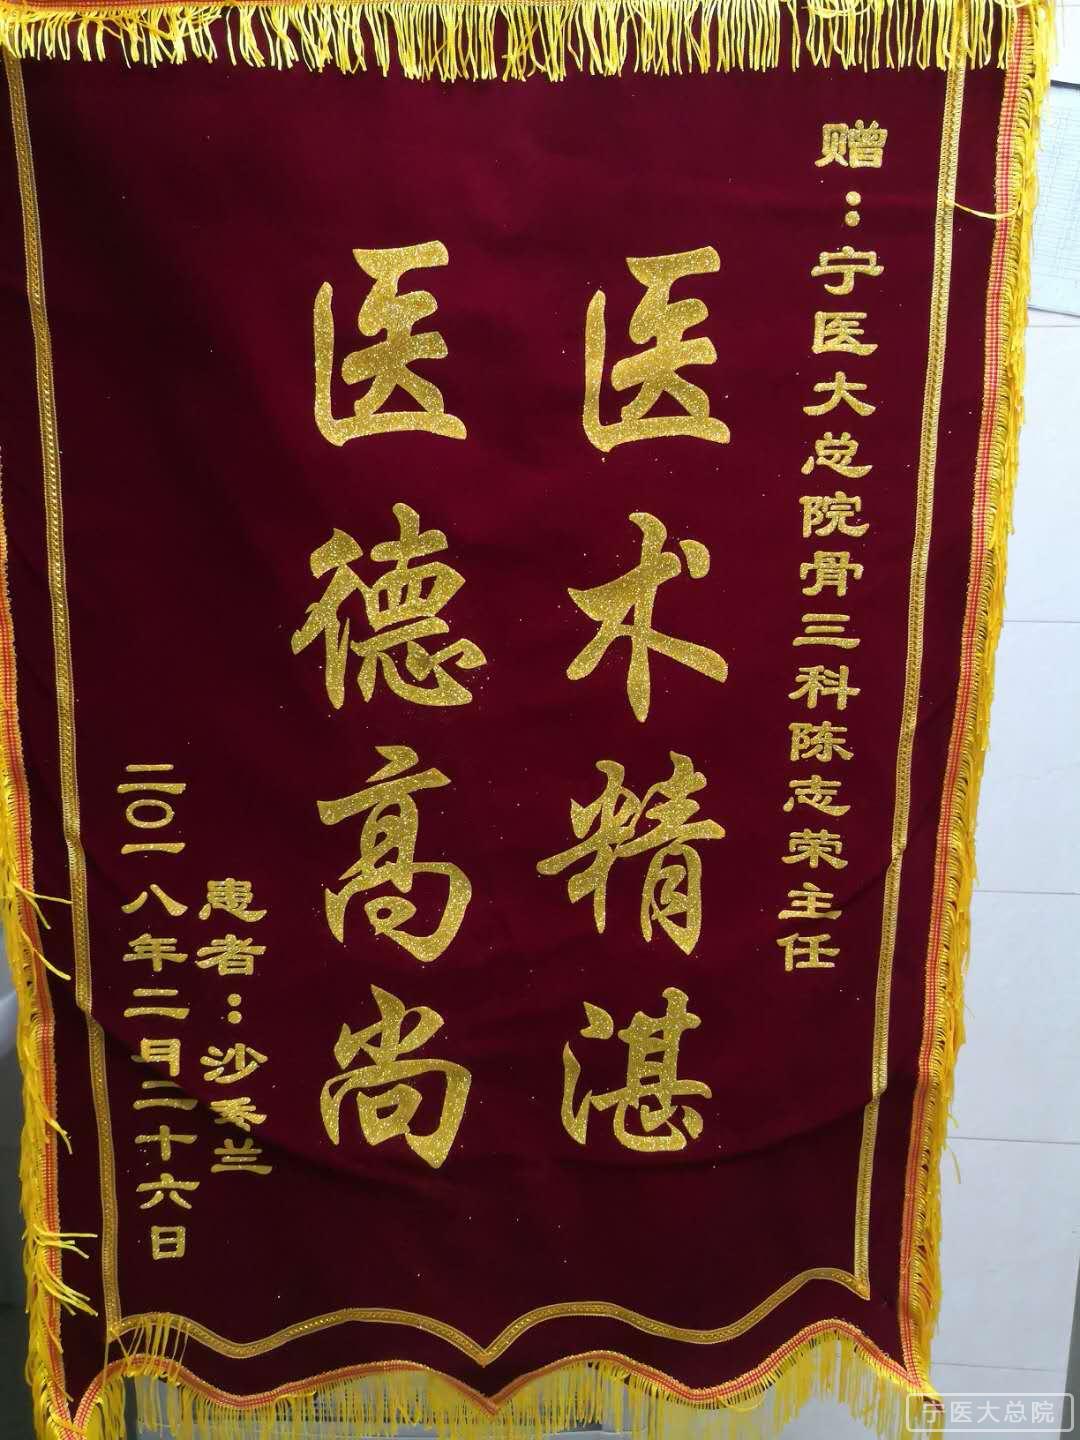 赠：宁医大总院骨三科陈志荣主任
医术精湛
医德高尚
患者：沙秀兰
二〇一八年二月二十六日
宁医大总院